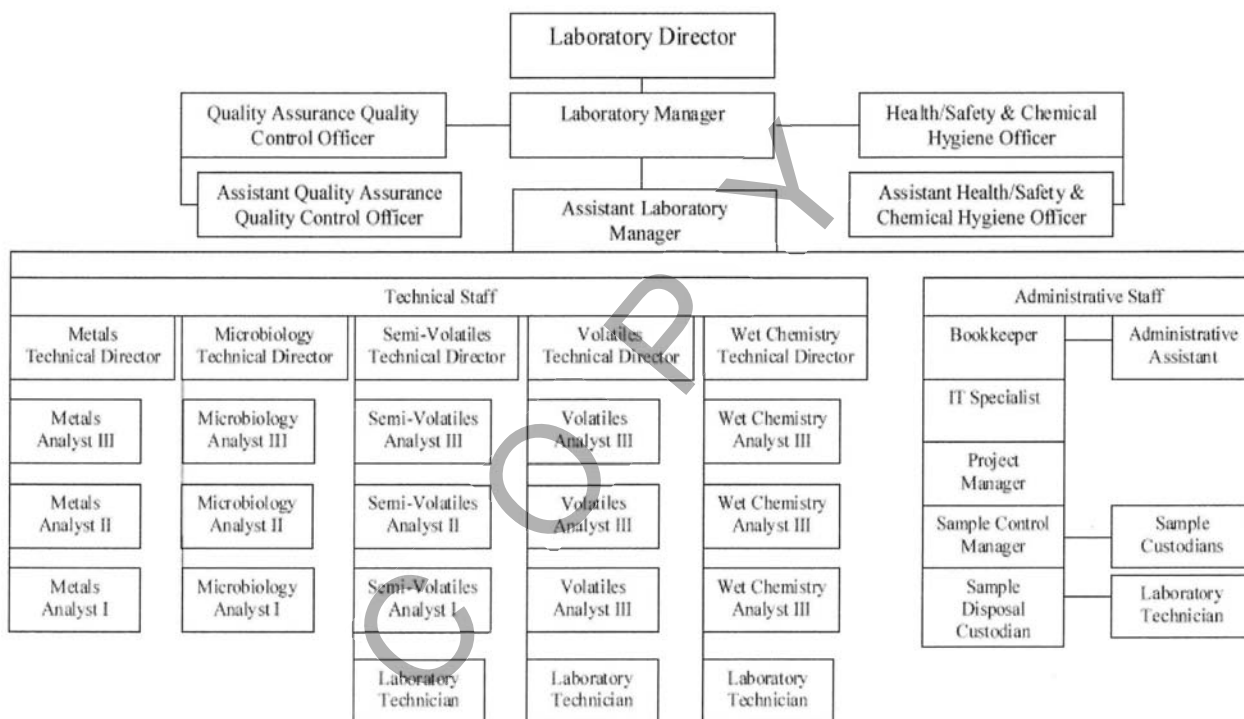 Laboratory Director
Quality Assurance Quality
Control Officer
Laboratory Manager
Health/Safety & Chemical
Hygiene Officer
Assistant Quality Assurance
Quality Control Officer
Assistant Laboratory
Manager
Assistant Health/Safety &
Chemical Hygiene Officer
Technical Staff
Metals
Technical Director
Microbiology
Technical Director
Semi-Volatiles
Technical Director
Volatiles
Technical Director
Wet Chemistry
Technical Director
Metals
Analyst III
Microbiology
Analyst III
Semi-Volatiles
Analyst III
Volatiles
Analyst III
Wet Chemistry
Analyst III
Metals
Analyst II
Microbiology
Analyst II
Semi-Volatiles
Analyst II
Volatiles
Analyst III
Wet Chemistry
Analyst III
Metals
Analyst I
Microbiology
Analyst I
Semi-Volatiles
Analyst I
Volatiles
Analyst III
Wet Chemistry
Analyst III
Laboratory
Technician
Laboratory
Technician
Laboratory
Technician
Administrative Staff
Bookkeeper
Administrative
Assistant
IT Specialist
Project
Manager
Sample Control
Manager
Sample
Custodians
Sample
Disposal
Custodian
Laboratory
Technician
COPY